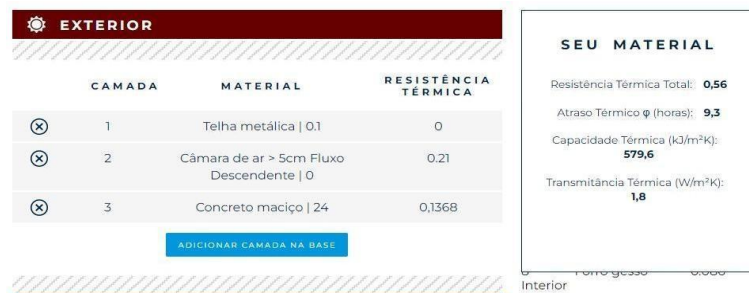 EXTERIOR
CAMADA MATERIAL RESISTÊNCIA
TÉRMICA
1 Telha metálica | 0.1 0
2 Câmara de ar > 5cm Fluxo 0.21
Descendente | 0
3 Concreto maciço | 24 0,1368
ADICIONAR CAMADA NA BASE
SEU MATERIAL
Resistência Térmica Total: 0,56
Atraso Térmico φ (horas): 9,3
Capacidade Térmica (kJ/m²K):
579,6
Transmitância Térmica (W/m²K):
1,8
Forro gesso
Interior